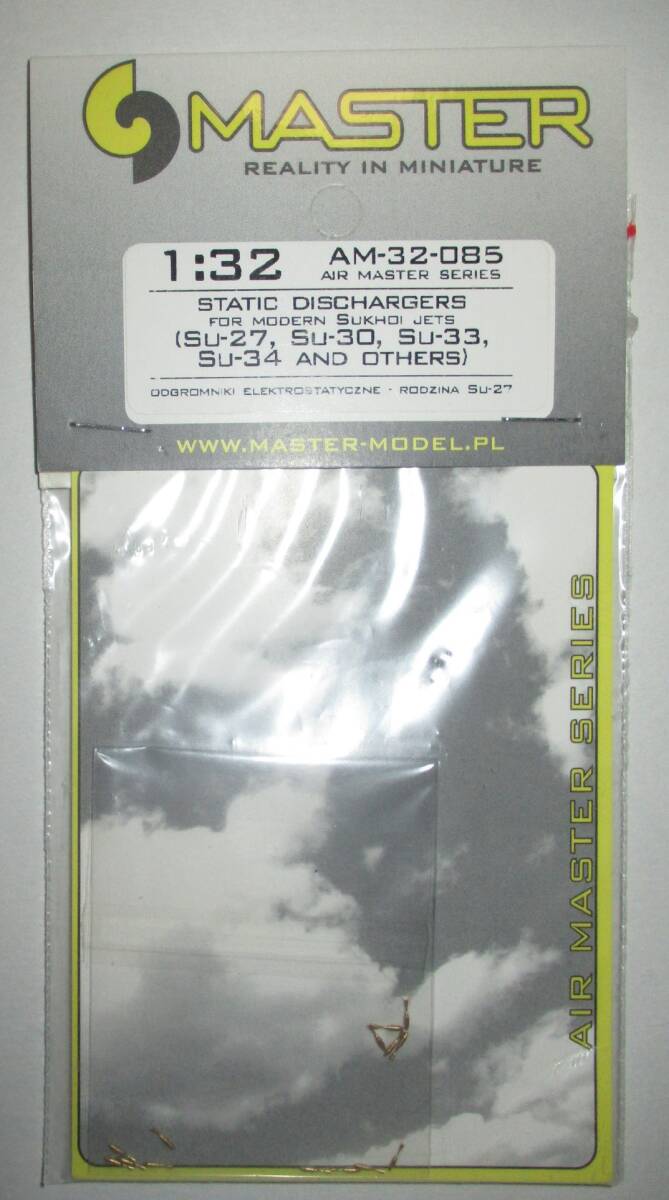 MASTER
REALITY IN MINIATURE
1:32
AM-32-085
AIR MASTER SERIES
STATIC DISCHARGERS
FOR MODERN SUKHOI JETS
(SU-27, SU-30, SU-33,
SU-34 AND OTHERS)
ODGROMNIKI ELEKTROSTATYCZNE - RODZINA SU-27
WWW.MASTER-MODEL.PL
AIR MASTER SERIES